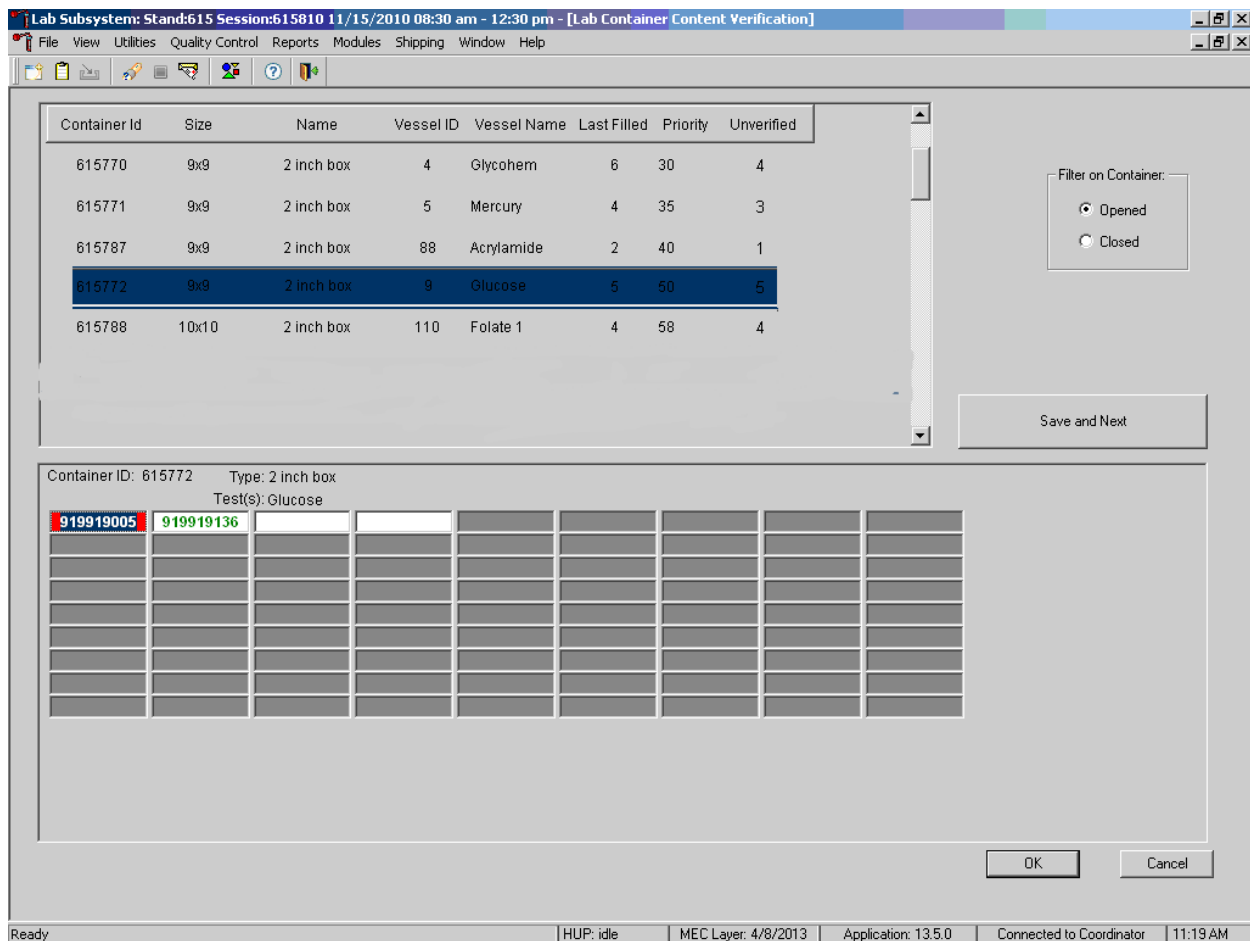 Lab Subsystem: Stand:615 Session:615810 11/15/2010 08:30 am - 12:30 pm - [Lab Container Content Verification]
File View Utilities Quality Control Reports Modules Shipping Window Help
Container Id Size Name Vessel ID Vessel Name Last Filled Priority Unverified
615770 9x9 2 inch box 4 Glycohem 6 30 4
615771 9x9 2 inch box 5 Mercury 4 35 3
615787 9x9 2 inch box 88 Acrylamide 2 40 1
615772 9x9 2 inch box 9 Glucose 5 50 5
615788 10x10 2 inch box 110 Folate 1 4 58 4
Filter on Container:
Opened
Closed
Save and Next
Container ID: 615772 Type: 2 inch box
Test(s): Glucose
919919005 919919136
OK Cancel
Ready HUP: idle MEC Layer: 4/8/2013 Application: 13.5.0 Connected to Coordinator 11:19 AM